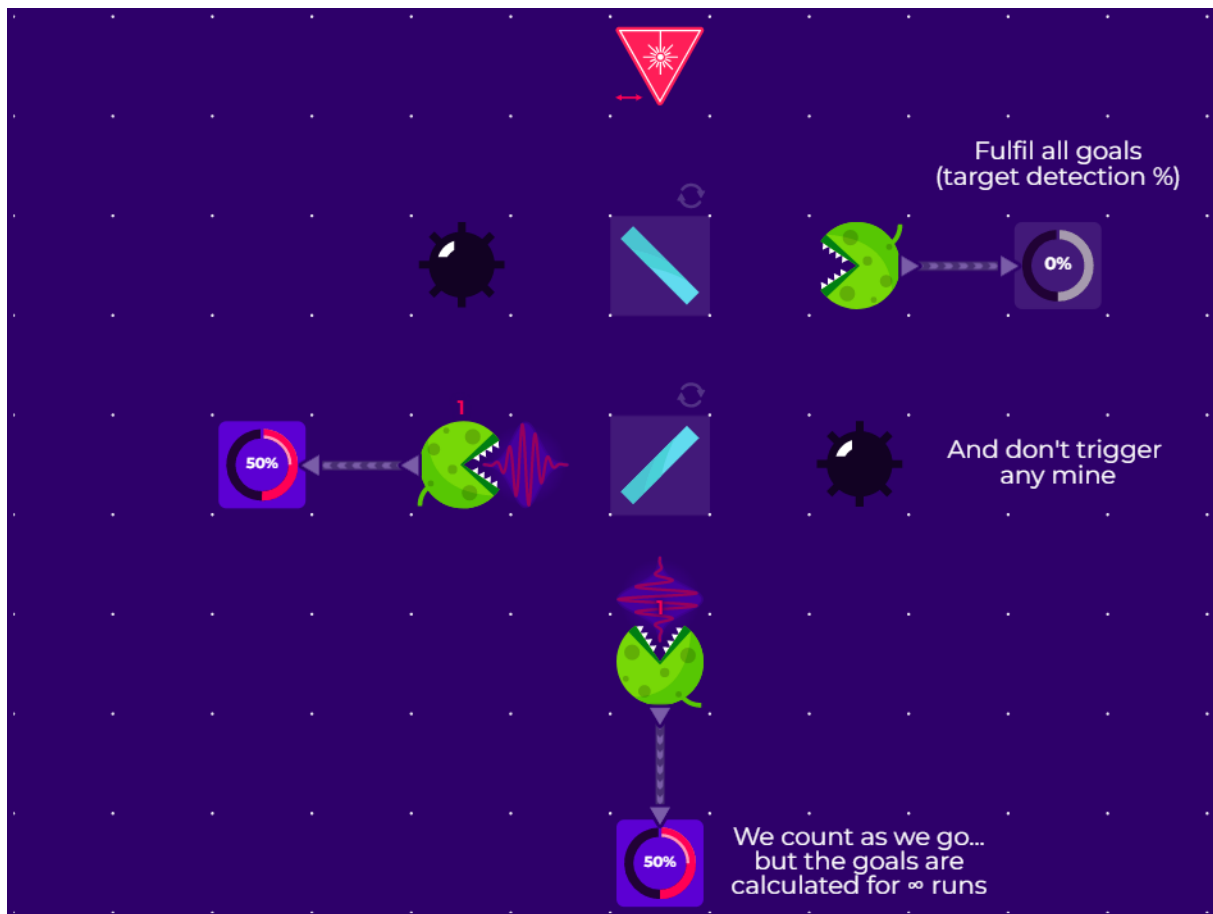 Fulfil all goals
(target detection %)
0%
1
50%
And don't trigger
any mine
1
We count as we go...
but the goals are
calculated for ∞ runs
50%